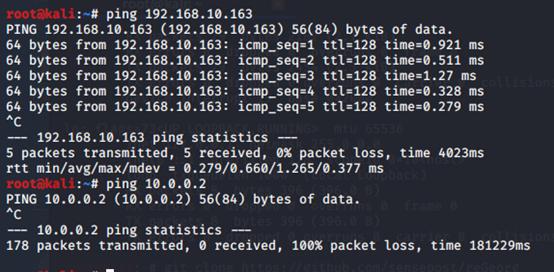 root@kali:~# ping 192.168.10.163
PING 192.168.10.163 (192.168.10.163) 56(84) bytes of data.
64 bytes from 192.168.10.163: icmp_seq=1 ttl=128 time=0.921 ms
64 bytes from 192.168.10.163: icmp_seq=2 ttl=128 time=0.511 ms
64 bytes from 192.168.10.163: icmp_seq=3 ttl=128 time=1.27 ms
64 bytes from 192.168.10.163: icmp_seq=4 ttl=128 time=0.328 ms
64 bytes from 192.168.10.163: icmp_seq=5 ttl=128 time=0.279 ms
^C
--- 192.168.10.163 ping statistics ---
5 packets transmitted, 5 received, 0% packet loss, time 4023ms
rtt min/avg/max/mdev = 0.279/0.660/1.265/0.377 ms
root@kali:~# ping 10.0.0.2
PING 10.0.0.2 (10.0.0.2) 56(84) bytes of data.
^C
--- 10.0.0.2 ping statistics ---
178 packets transmitted, 0 received, 100% packet loss, time 181229ms